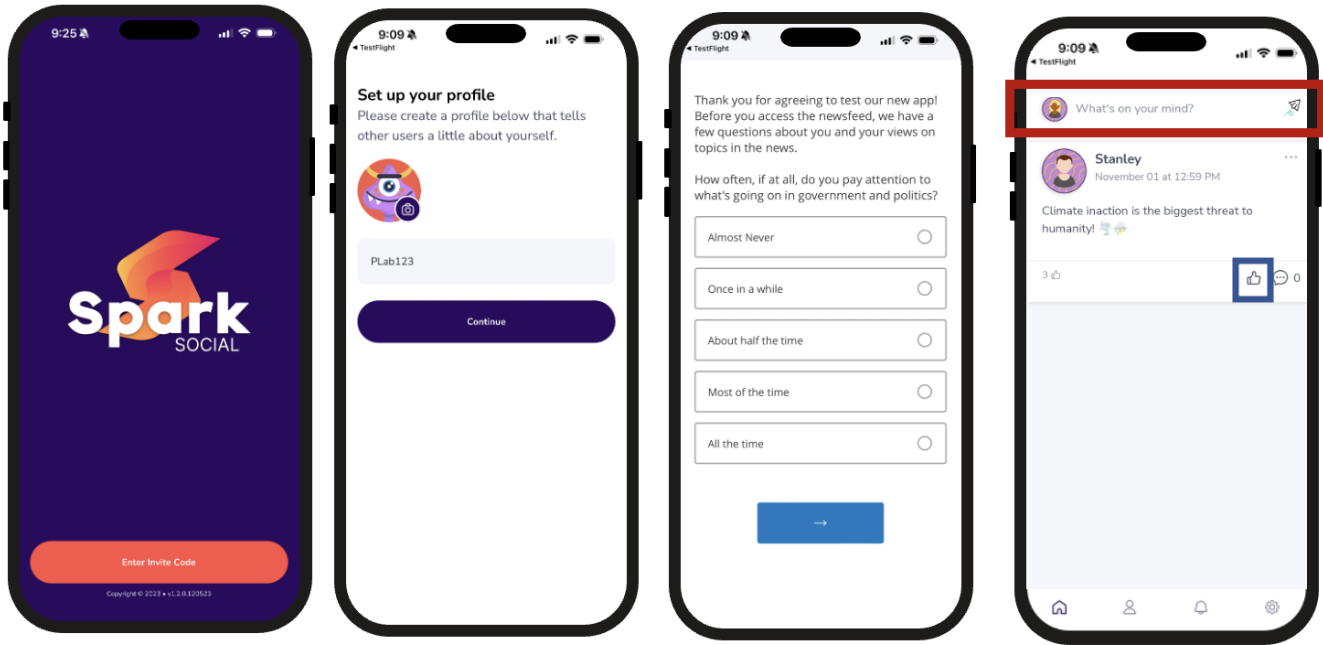 9:25
Spark
SOCIAL
Enter Invite Code
Copyright © 2023 • v1.2.0.120523
9:09
◀ TestFlight
Set up your profile
Please create a profile below that tells
other users a little about yourself.
PLab123
Continue
9:09
◀ TestFlight
Thank you for agreeing to test our new app!
Before you access the newsfeed, we have a
few questions about you and your views on
topics in the news.
How often, if at all, do you pay attention to
what's going on in government and politics?
Almost Never
Once in a while
About half the time
Most of the time
All the time
→
9:09
◀ TestFlight
What's on your mind?
Stanley
November 01 at 12:59 PM
Climate inaction is the biggest threat to
humanity!
3
0